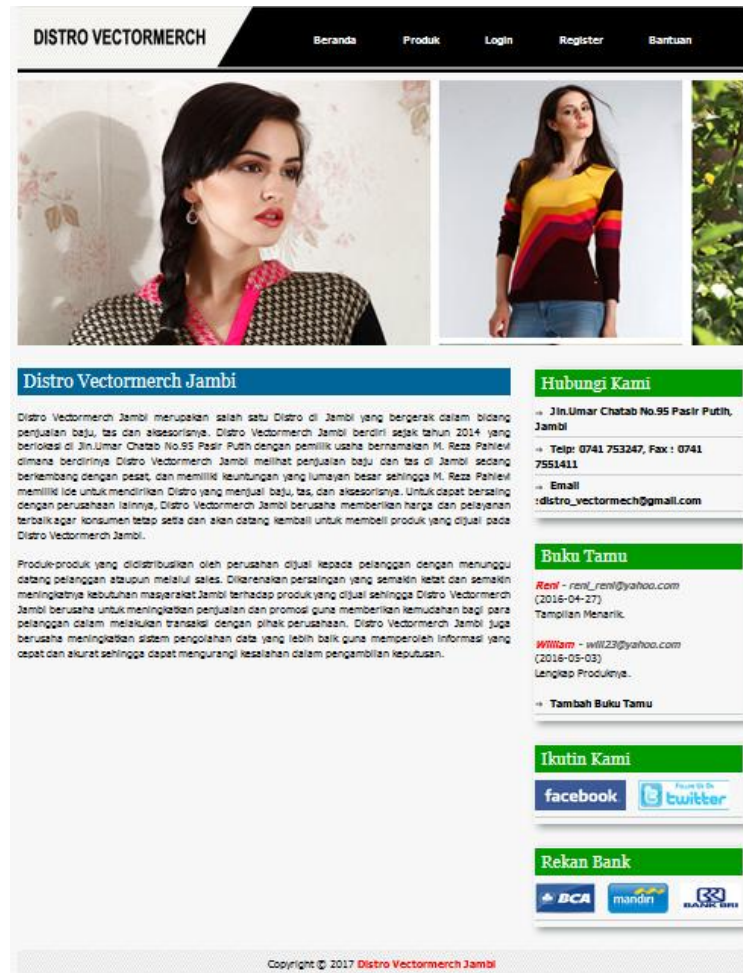 DISTRO VECTORMERCH
Beranda Produk Login Register Bantuan
Distro Vectormerch Jambi
Distro Vectormerch Jambi merupakan salah satu Distro di Jambi yang bergerak dalam bidang
penjualan baju, tas dan aksesorisnya. Distro Vectormerch Jambi berdiri sejak tahun 2014 yang
berlokasi di Jln.Umar Chatab No.95 Pasir Putih dengan pemilik usaha bernamakan M. Reza Pahlevi
dimana berdirinya Distro Vectormerch Jambi melihat penjualan baju dan tas di Jambi sedang
berkembang dengan pesat, dan memiliki keuntungan yang lumayan besar sehingga M. Reza Pahlevi
memiliki ide untuk mendirikan Distro yang menjual baju, tas, dan aksesorisnya. Untuk dapat bersaing
dengan perusahaan lainnya, Distro Vectormerch Jambi berusaha memberikan harga dan pelayanan
terbaik agar konsumen tetap setia dan akan datang kembali untuk membeli produk yang dijual pada
Distro Vectormerch Jambi.
Produk-produk yang didistribusikan oleh perusahan dijual kepada pelanggan dengan menunggu
datang pelanggan ataupun melalui sales. Dikarenakan persaingan yang semakin ketat dan semakin
meningkatnya kebutuhan masyarakat Jambi terhadap produk yang dijual sehingga Distro Vectormerch
Jambi berusaha untuk meningkatkan penjualan dan promosi guna memberikan kemudahan bagi para
pelanggan dalam melakukan transaksi dengan pihak perusahaan. Distro Vectormerch Jambi juga
berusaha meningkatkan sistem pengolahan data yang lebih baik guna memperoleh informasi yang
cepat dan akurat sehingga dapat mengurangi kesalahan dalam pengambilan keputusan.
Hubungi Kami
Jln.Umar Chatab No.95 Pasir Putih,
Jambi
Telp: 0741 753247, Fax : 0741
7551411
Email
:distro_vectormech@gmail.com
Buku Tamu
Reni - reni_reni@yahoo.com
(2016-04-27)
Tampilan Menarik.
William - will23@yahoo.com
(2016-05-03)
Lengkap Produknya.
Tambah Buku Tamu
Ikutin Kami
facebook
Follow Us On
twitter
Rekan Bank
BCA
mandiri
BANK BRI
Copyright © 2017 Distro Vectormerch Jambi